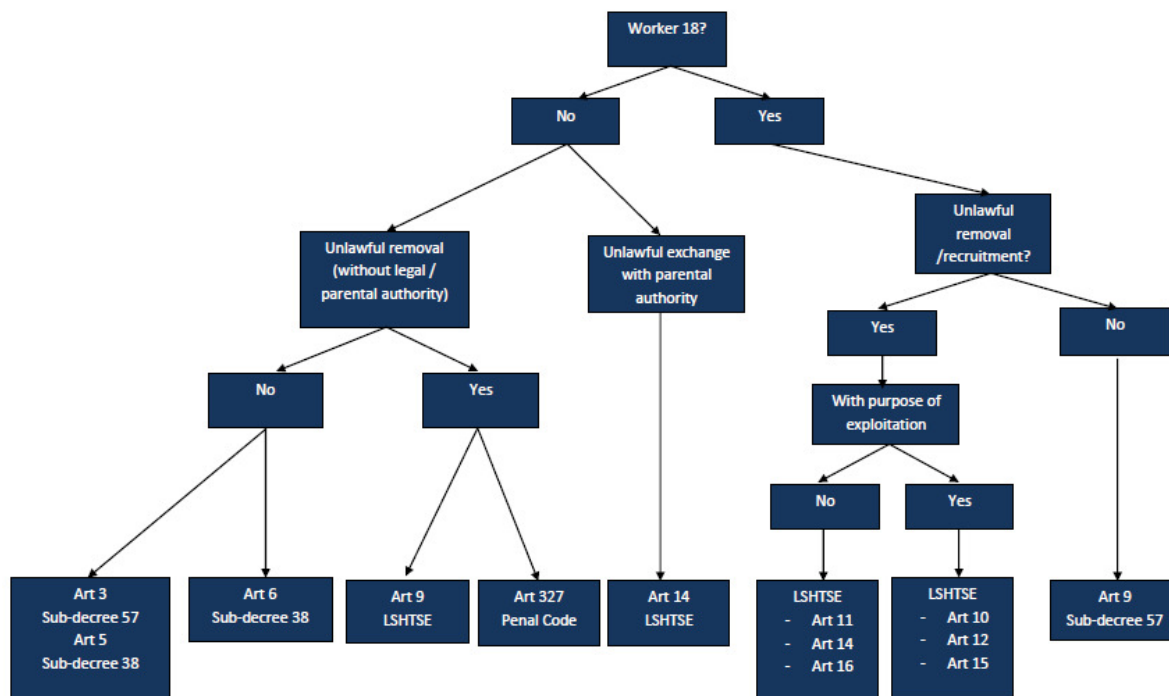 Worker 18?
No
Yes
Unlawful removal
(without legal /
parental authority)
Unlawful exchange
with parental
authority
Unlawful
removal
/recruitment?
Yes
No
No
Yes
With purpose of
exploitation
No
Yes
Art 3
Sub-decree 57
Art 5
Sub-decree 38
Art 6
Sub-decree 38
Art 9
LSHTSE
Art 327
Penal Code
Art 14
LSHTSE
LSHTSE
- Art 11
- Art 14
- Art 16
LSHTSE
- Art 10
- Art 12
- Art 15
Art 9
Sub-decree 57